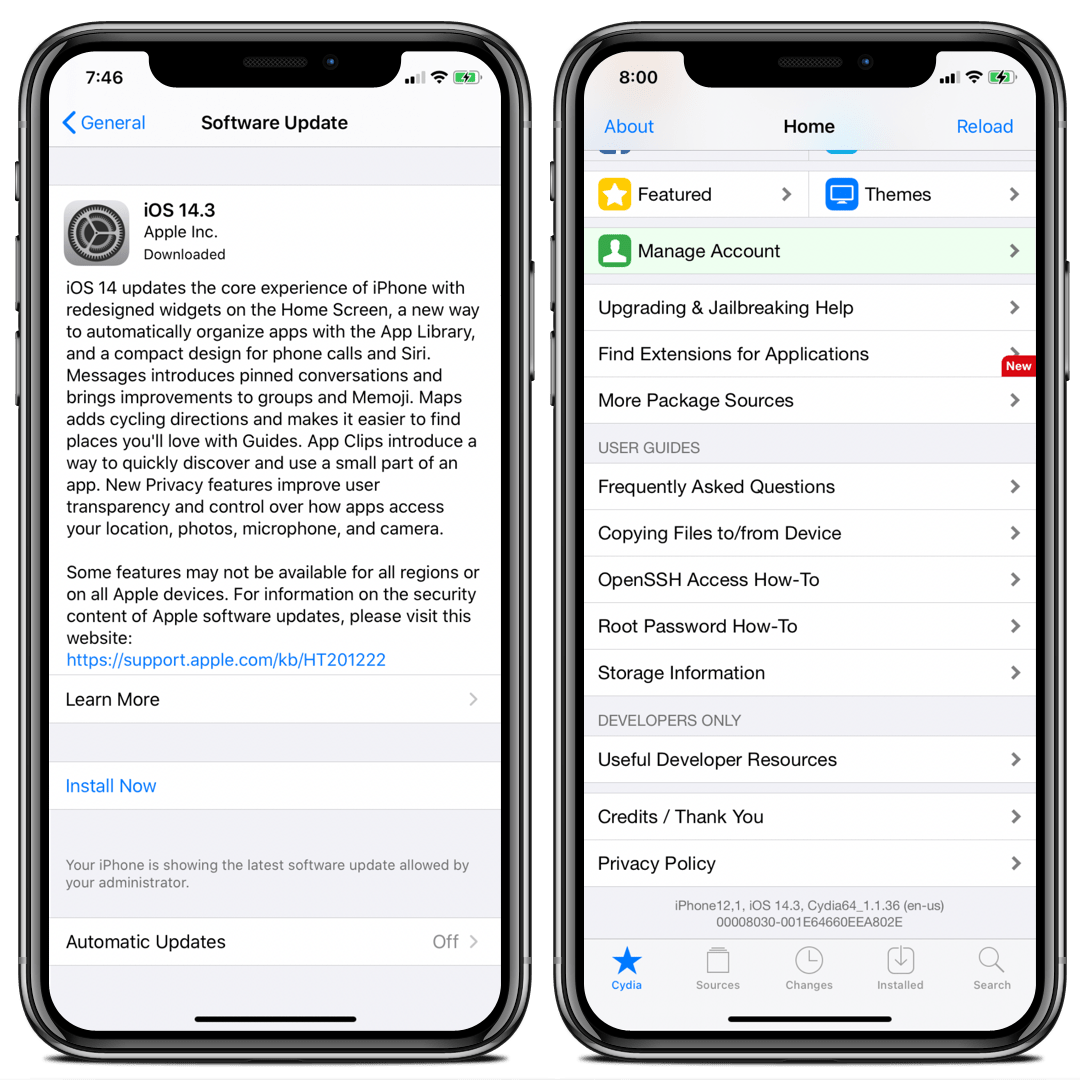 7:46
General
Software Update
iOS 14.3
Apple Inc.
Downloaded
iOS 14 updates the core experience of iPhone with
redesigned widgets on the Home Screen, a new way
to automatically organize apps with the App Library,
and a compact design for phone calls and Siri.
Messages introduces pinned conversations and
brings improvements to groups and Memoji. Maps
adds cycling directions and makes it easier to find
places you'll love with Guides. App Clips introduce a
way to quickly discover and use a small part of an
app. New Privacy features improve user
transparency and control over how apps access
your location, photos, microphone, and camera.
Some features may not be available for all regions or
on all Apple devices. For information on the security
content of Apple software updates, please visit this
website:
https://support.apple.com/kb/HT201222
Learn More
Install Now
Your iPhone is showing the latest software update allowed by
your administrator.
Automatic Updates Off
8:00
About
Home
Reload
Featured
Themes
Manage Account
Upgrading & Jailbreaking Help
Find Extensions for Applications
New
More Package Sources
USER GUIDES
Frequently Asked Questions
Copying Files to/from Device
OpenSSH Access How-To
Root Password How-To
Storage Information
DEVELOPERS ONLY
Useful Developer Resources
Credits / Thank You
Privacy Policy
iPhone12,1, iOS 14.3, Cydia64_1.1.36 (en-us)
00008030-001E64660EEA802E
Cydia
Sources
Changes
Installed
Search